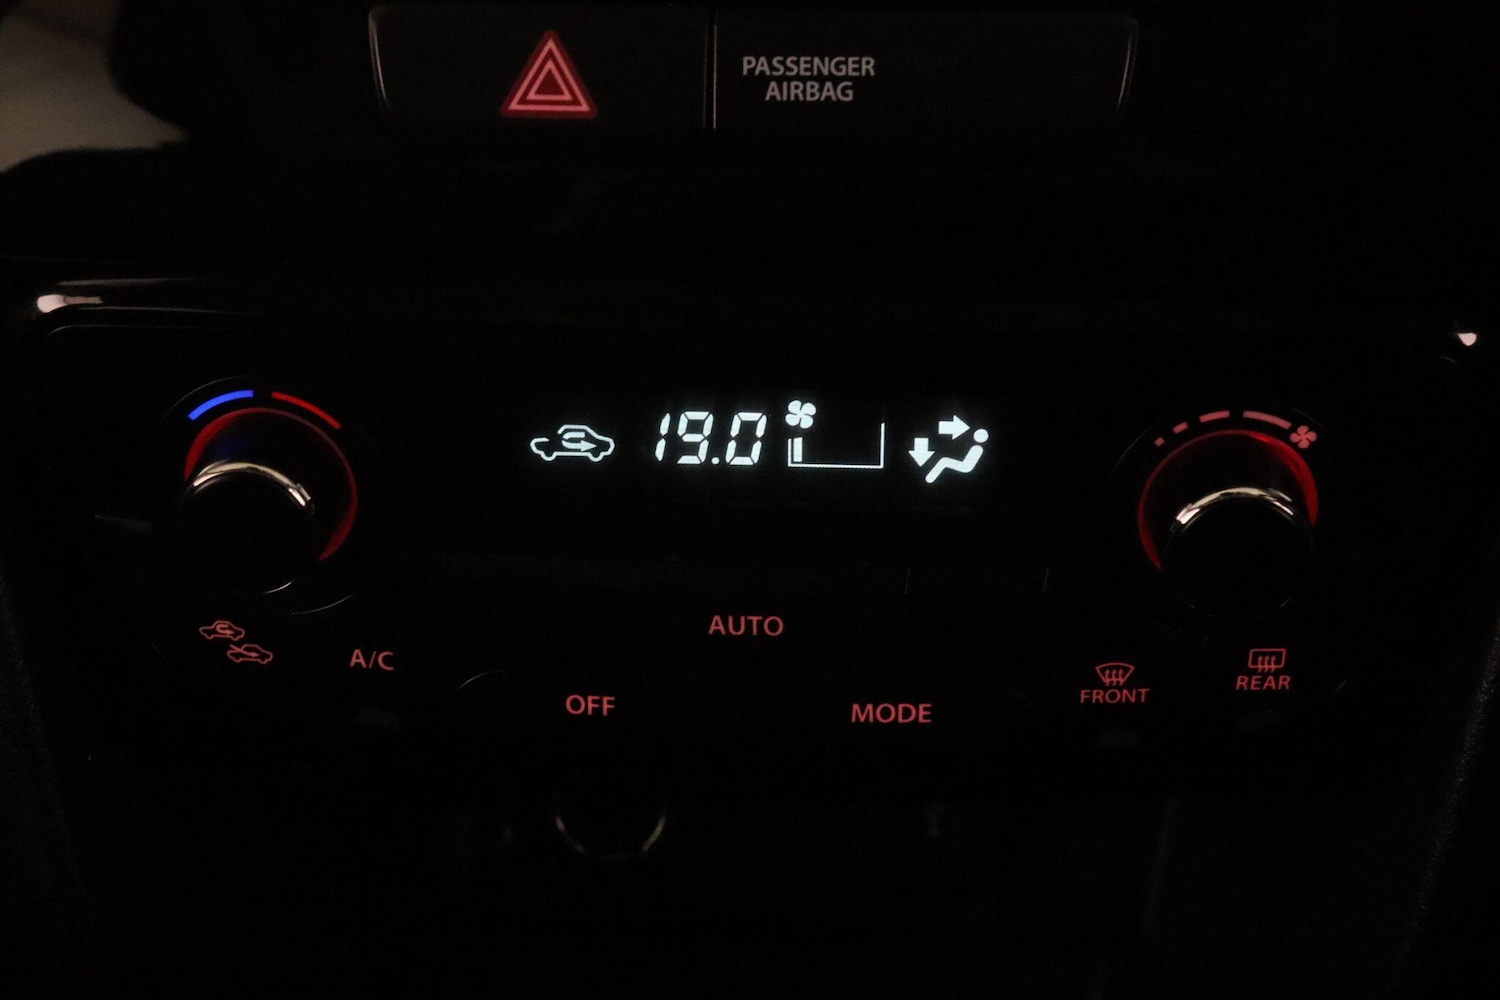 PASSENGER
AIRBAG
19.0
AUTO
A/C
OFF
MODE
FRONT
REAR